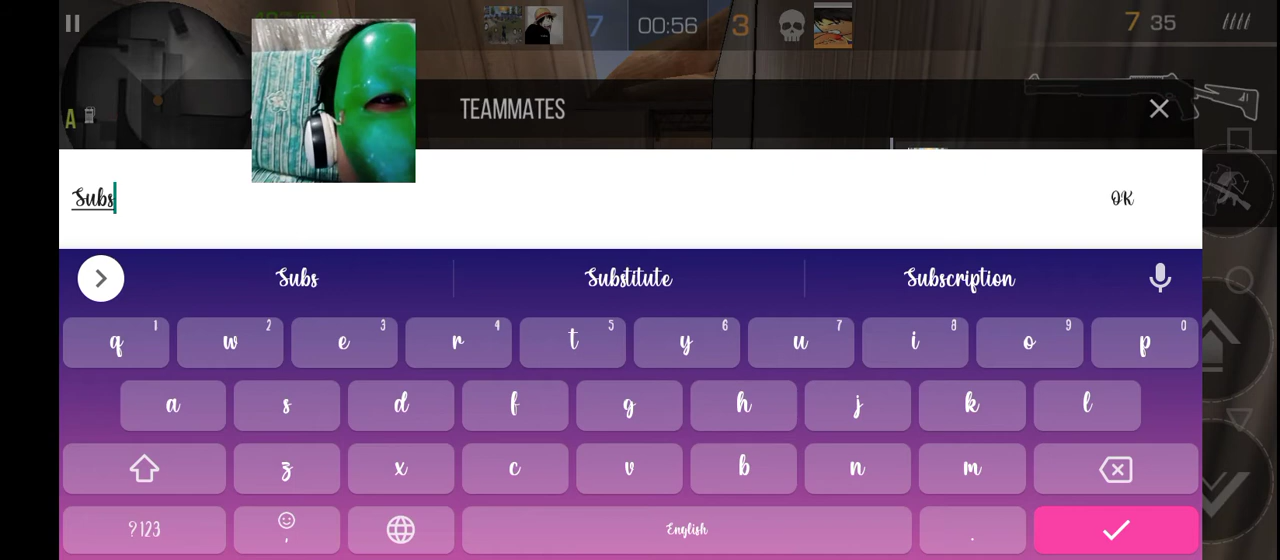 7 00:56 3
7 35
A
TEAMMATES
Subs
OK
Subs Substitute Subscription
q 1 w 2 e 3 r 4 t 5 y 6 u 7 i 8 o 9 p 0
a s d f g h j k l
z x c v b n m
?123 , English .